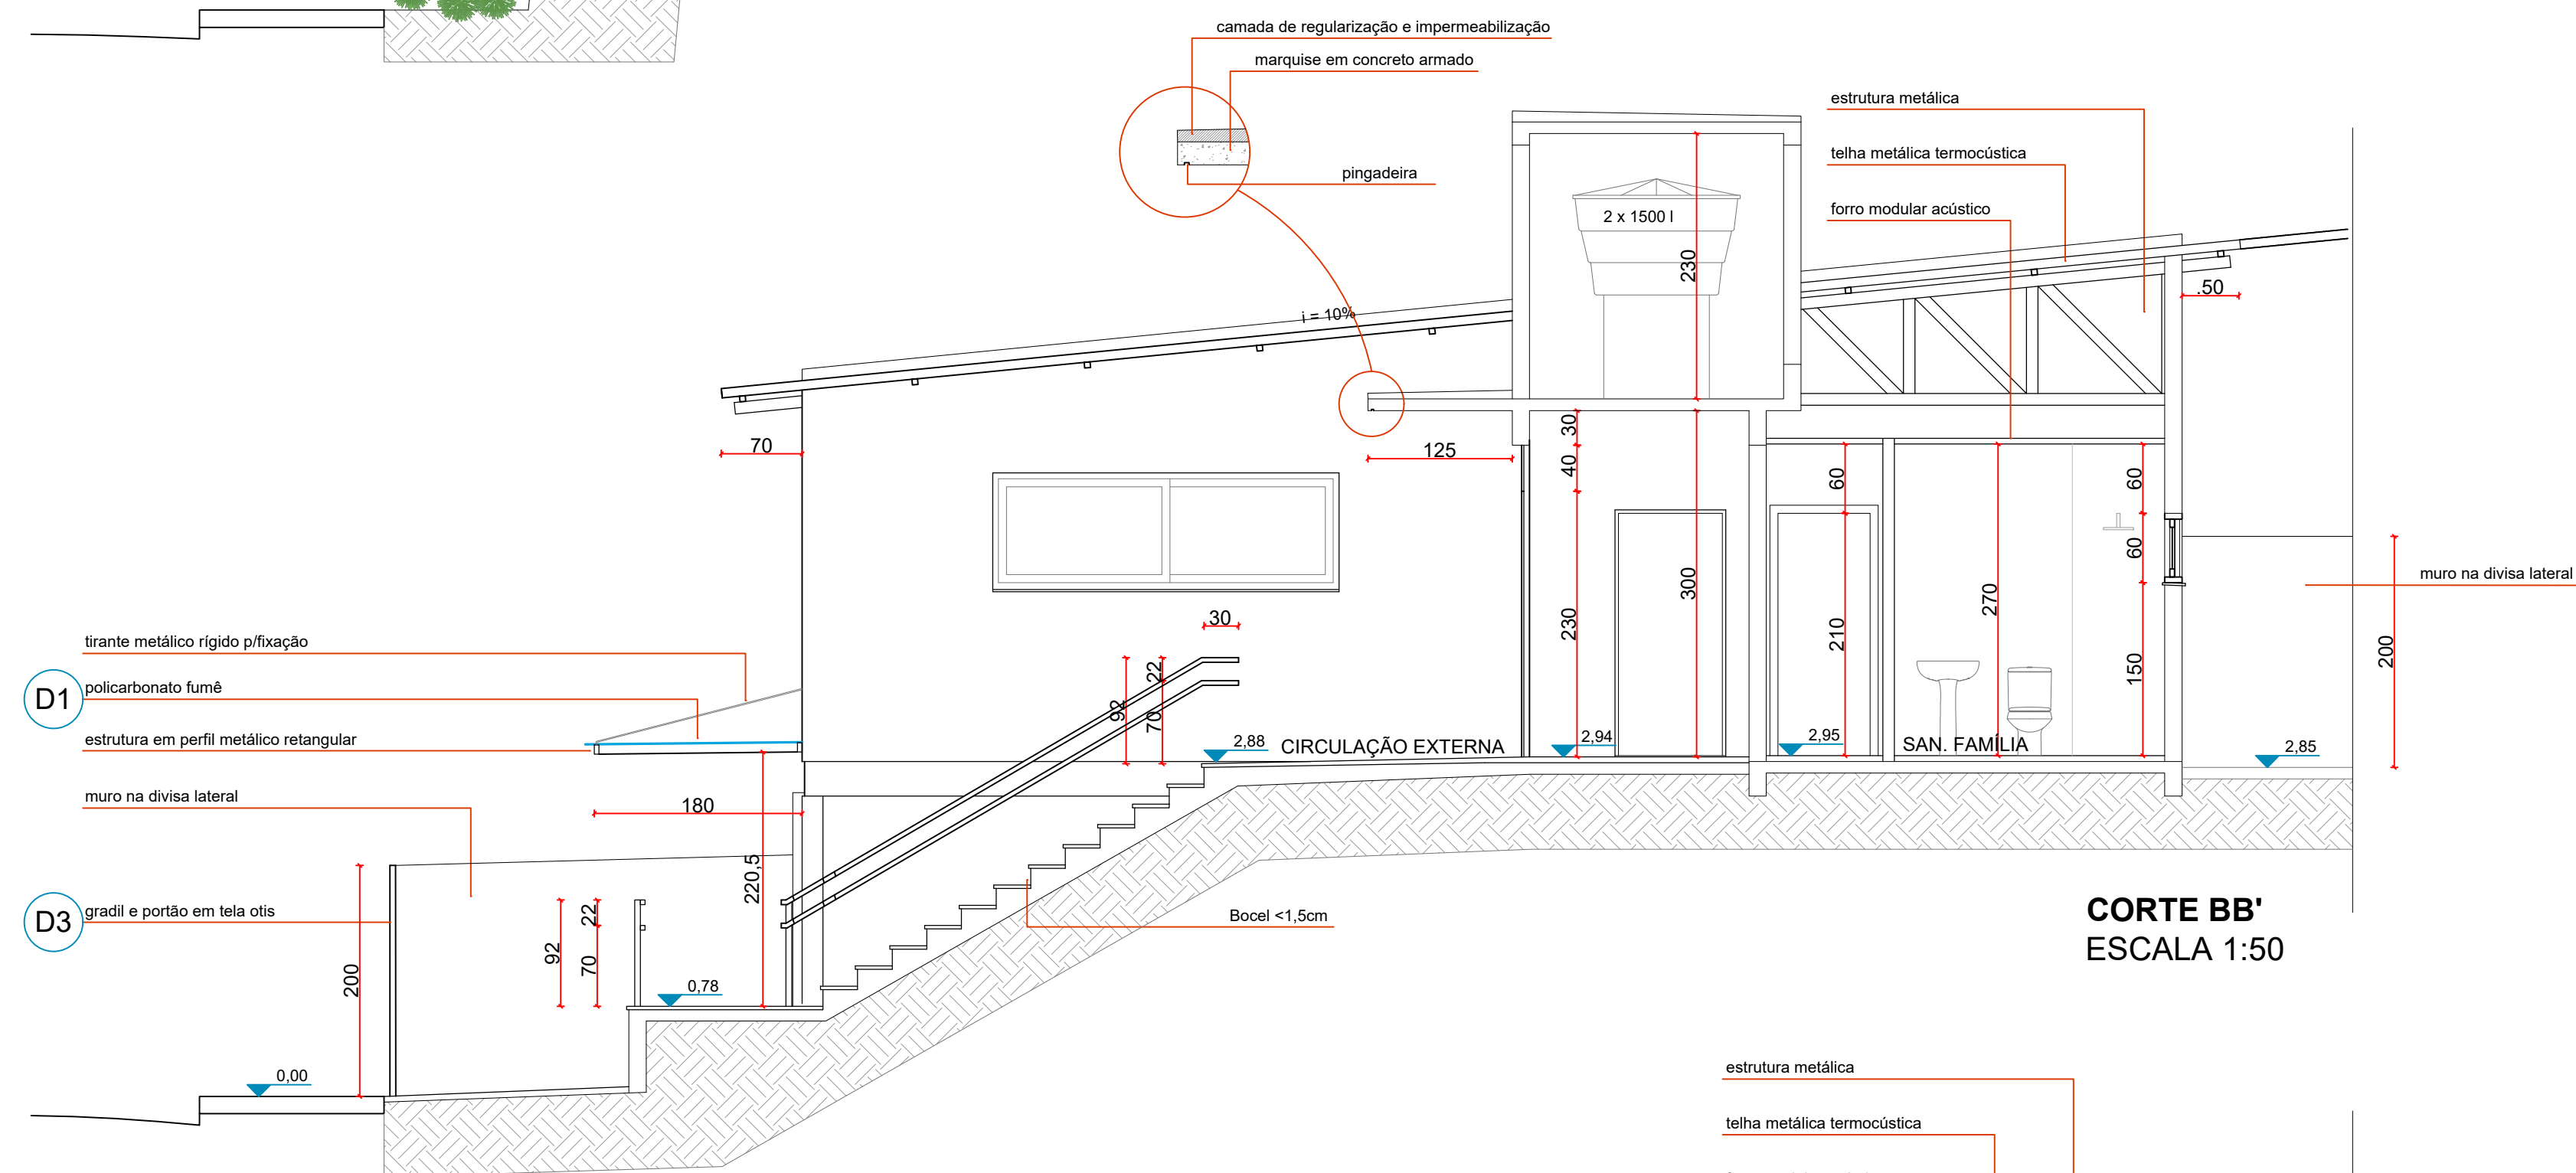 camada de regularização e impermeabilização
marquise em concreto armado
pingadeira
estrutura metálica
telha metálica termocústica
forro modular acústico
2 x 1500 l
230
i = 10%
.50
70
125
30
40
230
300
60
210
270
60
60
150
200
muro na divisa lateral
30
92
22
70
tirante metálico rígido p/fixação
D1
policarbonato fumê
estrutura em perfil metálico retangular
muro na divisa lateral
180
220,5
2,88
CIRCULAÇÃO EXTERNA
2,94
2,95
SAN. FAMÍLIA
2,85
D3
gradil e portão em tela otis
200
92
22
70
0,78
0,00
Bocel <1,5cm
CORTE BB'
ESCALA 1:50
estrutura metálica
telha metálica termocústica